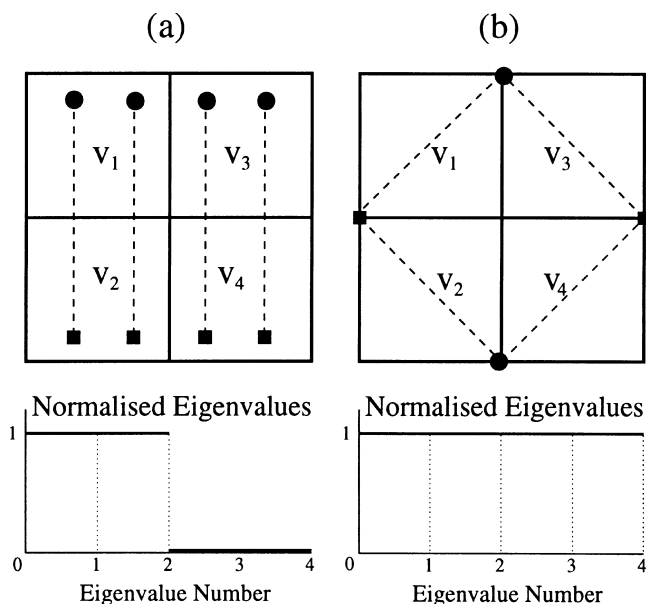 (a) (b)
V1 V3 V1 V3
V2 V4 V2 V4
Normalised Eigenvalues Normalised Eigenvalues
1 1
0 1 2 3 4 0 1 2 3 4
Eigenvalue Number Eigenvalue Number